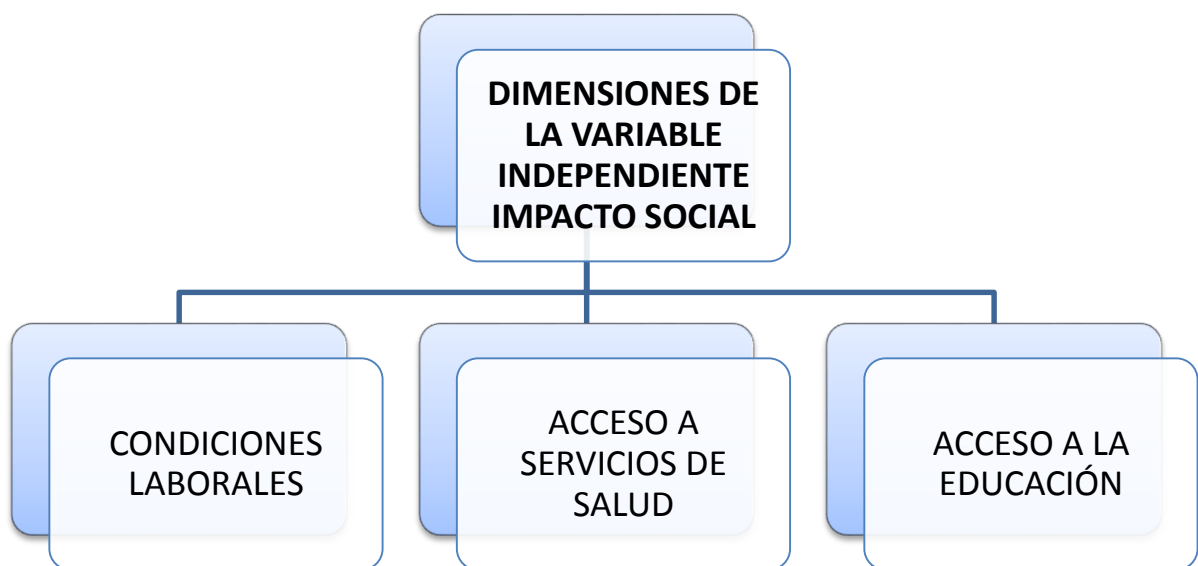 DIMENSIONES DE
LA VARIABLE
INDEPENDIENTE
IMPACTO SOCIAL
CONDICIONES
LABORALES
ACCESO A
SERVICIOS DE
SALUD
ACCESO A LA
EDUCACIÓN